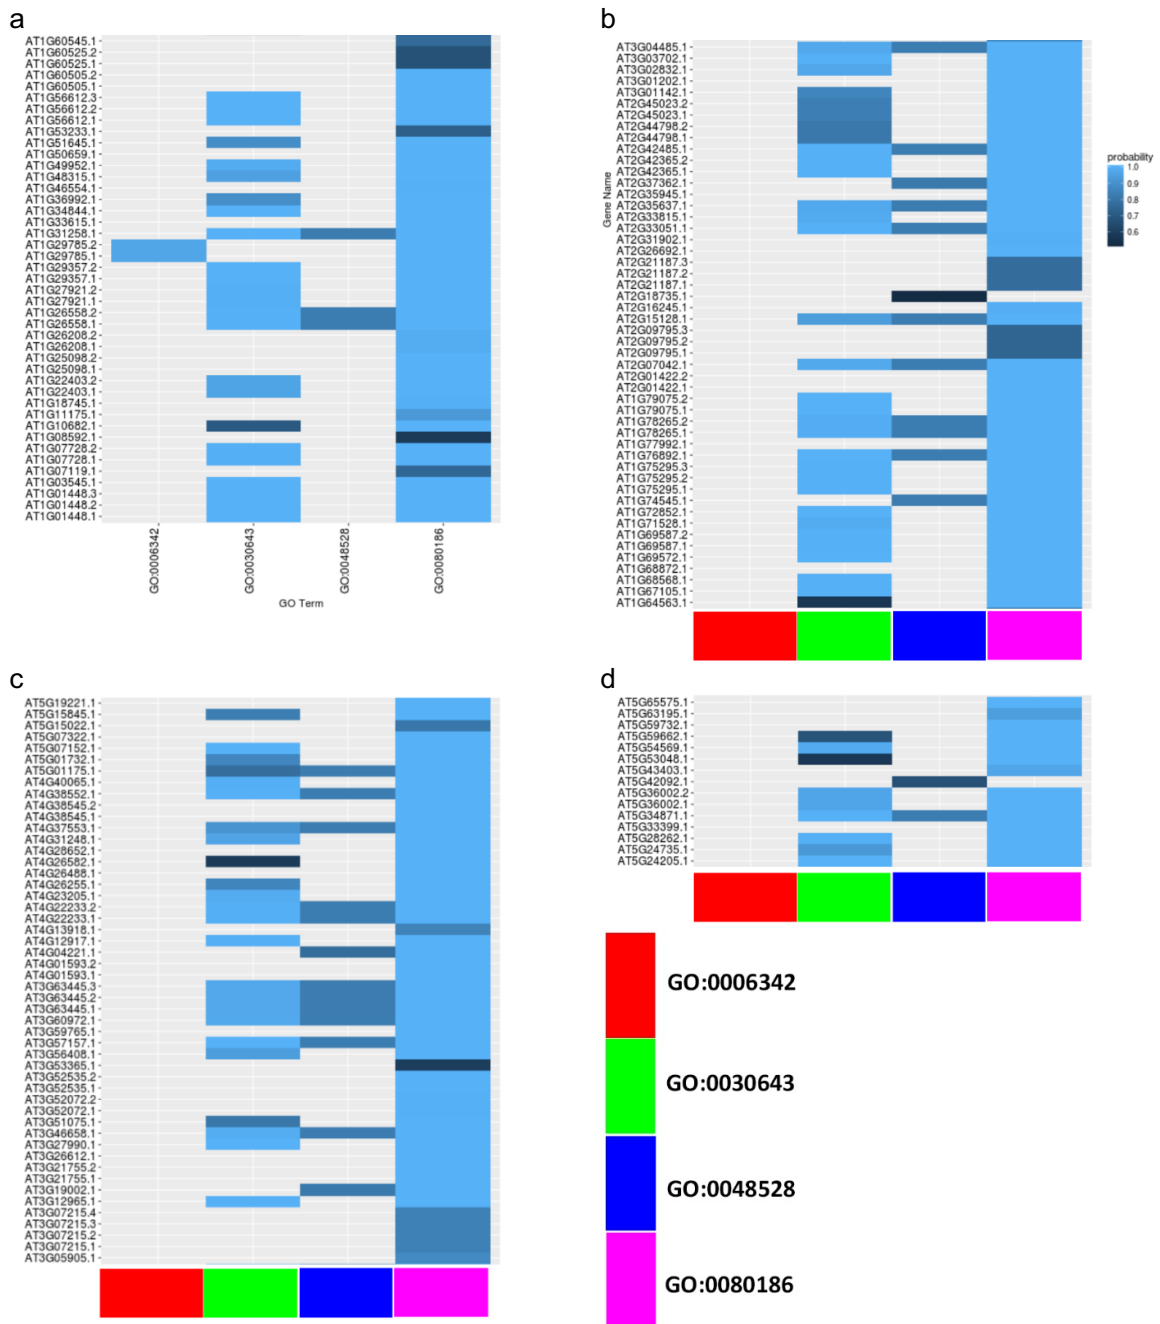 a
AT1G60545.1
AT1G60525.2
AT1G60525.1
AT1G60505.2
AT1G60505.1
AT1G56612.3
AT1G56612.2
AT1G56612.1
AT1G53233.1
AT1G51645.1
AT1G50659.1
AT1G49952.1
AT1G48315.1
AT1G46554.1
AT1G36992.1
AT1G34844.1
AT1G33615.1
AT1G31258.1
AT1G29785.2
AT1G29785.1
AT1G29357.2
AT1G29357.1
AT1G27921.2
AT1G27921.1
AT1G26558.2
AT1G26558.1
AT1G26208.2
AT1G26208.1
AT1G25098.2
AT1G25098.1
AT1G22403.2
AT1G22403.1
AT1G18745.1
AT1G11175.1
AT1G10682.1
AT1G08592.1
AT1G07728.2
AT1G07728.1
AT1G07119.1
AT1G03545.1
AT1G01448.3
AT1G01448.2
AT1G01448.1
GO:0006342
GO:0030643
GO:0048528
GO:0080186
GO Term
b
Gene Name
AT3G04485.1
AT3G03702.1
AT3G02832.1
AT3G01202.1
AT3G01142.1
AT2G45023.2
AT2G45023.1
AT2G44798.2
AT2G44798.1
AT2G42485.1
AT2G42365.2
AT2G42365.1
AT2G37362.1
AT2G35945.1
AT2G35637.1
AT2G33815.1
AT2G33051.1
AT2G31902.1
AT2G26692.1
AT2G21187.3
AT2G21187.2
AT2G21187.1
AT2G18735.1
AT2G16245.1
AT2G15128.1
AT2G09795.3
AT2G09795.2
AT2G09795.1
AT2G07042.1
AT2G01422.2
AT2G01422.1
AT1G79075.2
AT1G79075.1
AT1G78265.2
AT1G78265.1
AT1G77992.1
AT1G76892.1
AT1G75295.3
AT1G75295.2
AT1G75295.1
AT1G74545.1
AT1G72852.1
AT1G71528.1
AT1G69587.2
AT1G69587.1
AT1G69572.1
AT1G68872.1
AT1G68568.1
AT1G67105.1
AT1G64563.1
probability
1.0
0.9
0.8
0.7
0.6
c
AT5G19221.1
AT5G15845.1
AT5G15022.1
AT5G07322.1
AT5G07152.1
AT5G01732.1
AT5G01175.1
AT4G40065.1
AT4G38552.1
AT4G38545.2
AT4G38545.1
AT4G37553.1
AT4G31248.1
AT4G28652.1
AT4G26582.1
AT4G26488.1
AT4G26255.1
AT4G23205.1
AT4G22233.2
AT4G22233.1
AT4G13918.1
AT4G12917.1
AT4G04221.1
AT4G01593.2
AT4G01593.1
AT3G63445.3
AT3G63445.2
AT3G63445.1
AT3G60972.1
AT3G59765.1
AT3G57157.1
AT3G56408.1
AT3G53365.1
AT3G52535.2
AT3G52535.1
AT3G52072.2
AT3G52072.1
AT3G51075.1
AT3G46658.1
AT3G27990.1
AT3G26612.1
AT3G21755.2
AT3G21755.1
AT3G19002.1
AT3G12965.1
AT3G07215.4
AT3G07215.3
AT3G07215.2
AT3G07215.1
AT3G05905.1
d
AT5G65575.1
AT5G63195.1
AT5G59732.1
AT5G59662.1
AT5G54569.1
AT5G53048.1
AT5G43403.1
AT5G42092.1
AT5G36002.2
AT5G36002.1
AT5G34871.1
AT5G33399.1
AT5G28262.1
AT5G24735.1
AT5G24205.1
GO:0006342
GO:0030643
GO:0048528
GO:0080186